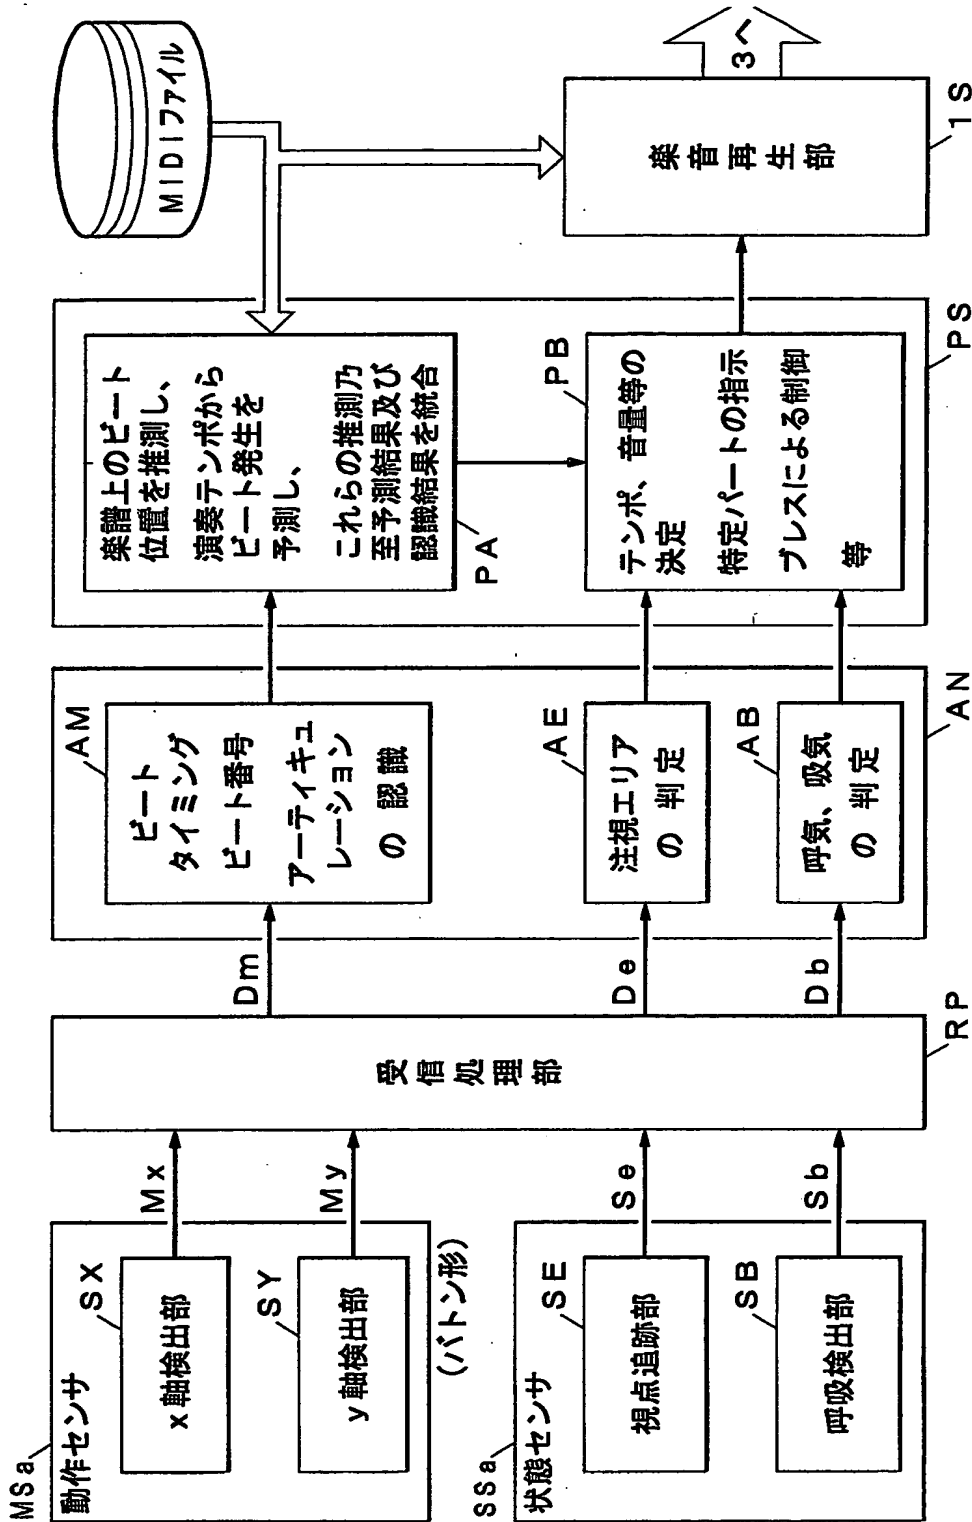 MSa
動作センサ
SX
x軸検出部
Mx
SY
y軸検出部
My
(バトン形)
SSa
状態センサ
SE
視点追跡部
Se
SB
呼吸検出部
Sb
受信処理部
RP
Dm
De
Db
AM
ビート
タイミング
ビート番号
アーティキュ
レーション
の認識
AE
注視エリア
の判定
AB
呼気、吸気
の判定
AN
楽譜上のビート
位置を推測し、
演奏テンポから
ビート発生を
予測し、
これらの推測乃
至予測結果及び
認識結果を統合
PA
PB
テンポ、音量等の
決定
特定パートの指示
ブレスによる制御
等
PS
MIDIファイル
楽音再生部
1S
3へ